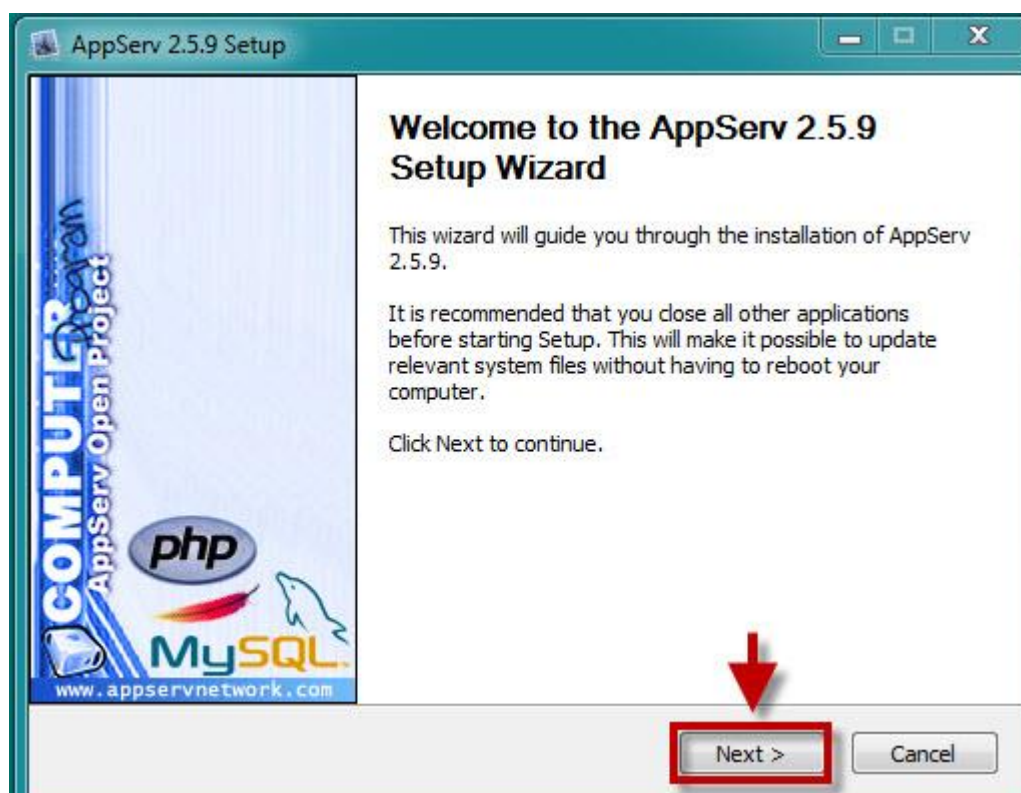 AppServ 2.5.9 Setup
Welcome to the AppServ 2.5.9
Setup Wizard
This wizard will guide you through the installation of AppServ
2.5.9.
It is recommended that you close all other applications
before starting Setup. This will make it possible to update
relevant system files without having to reboot your
computer.
Click Next to continue.
COMPUTER
Program
AppServ Open Project
php
MySQL
www.appservnetwork.com
Next >
Cancel